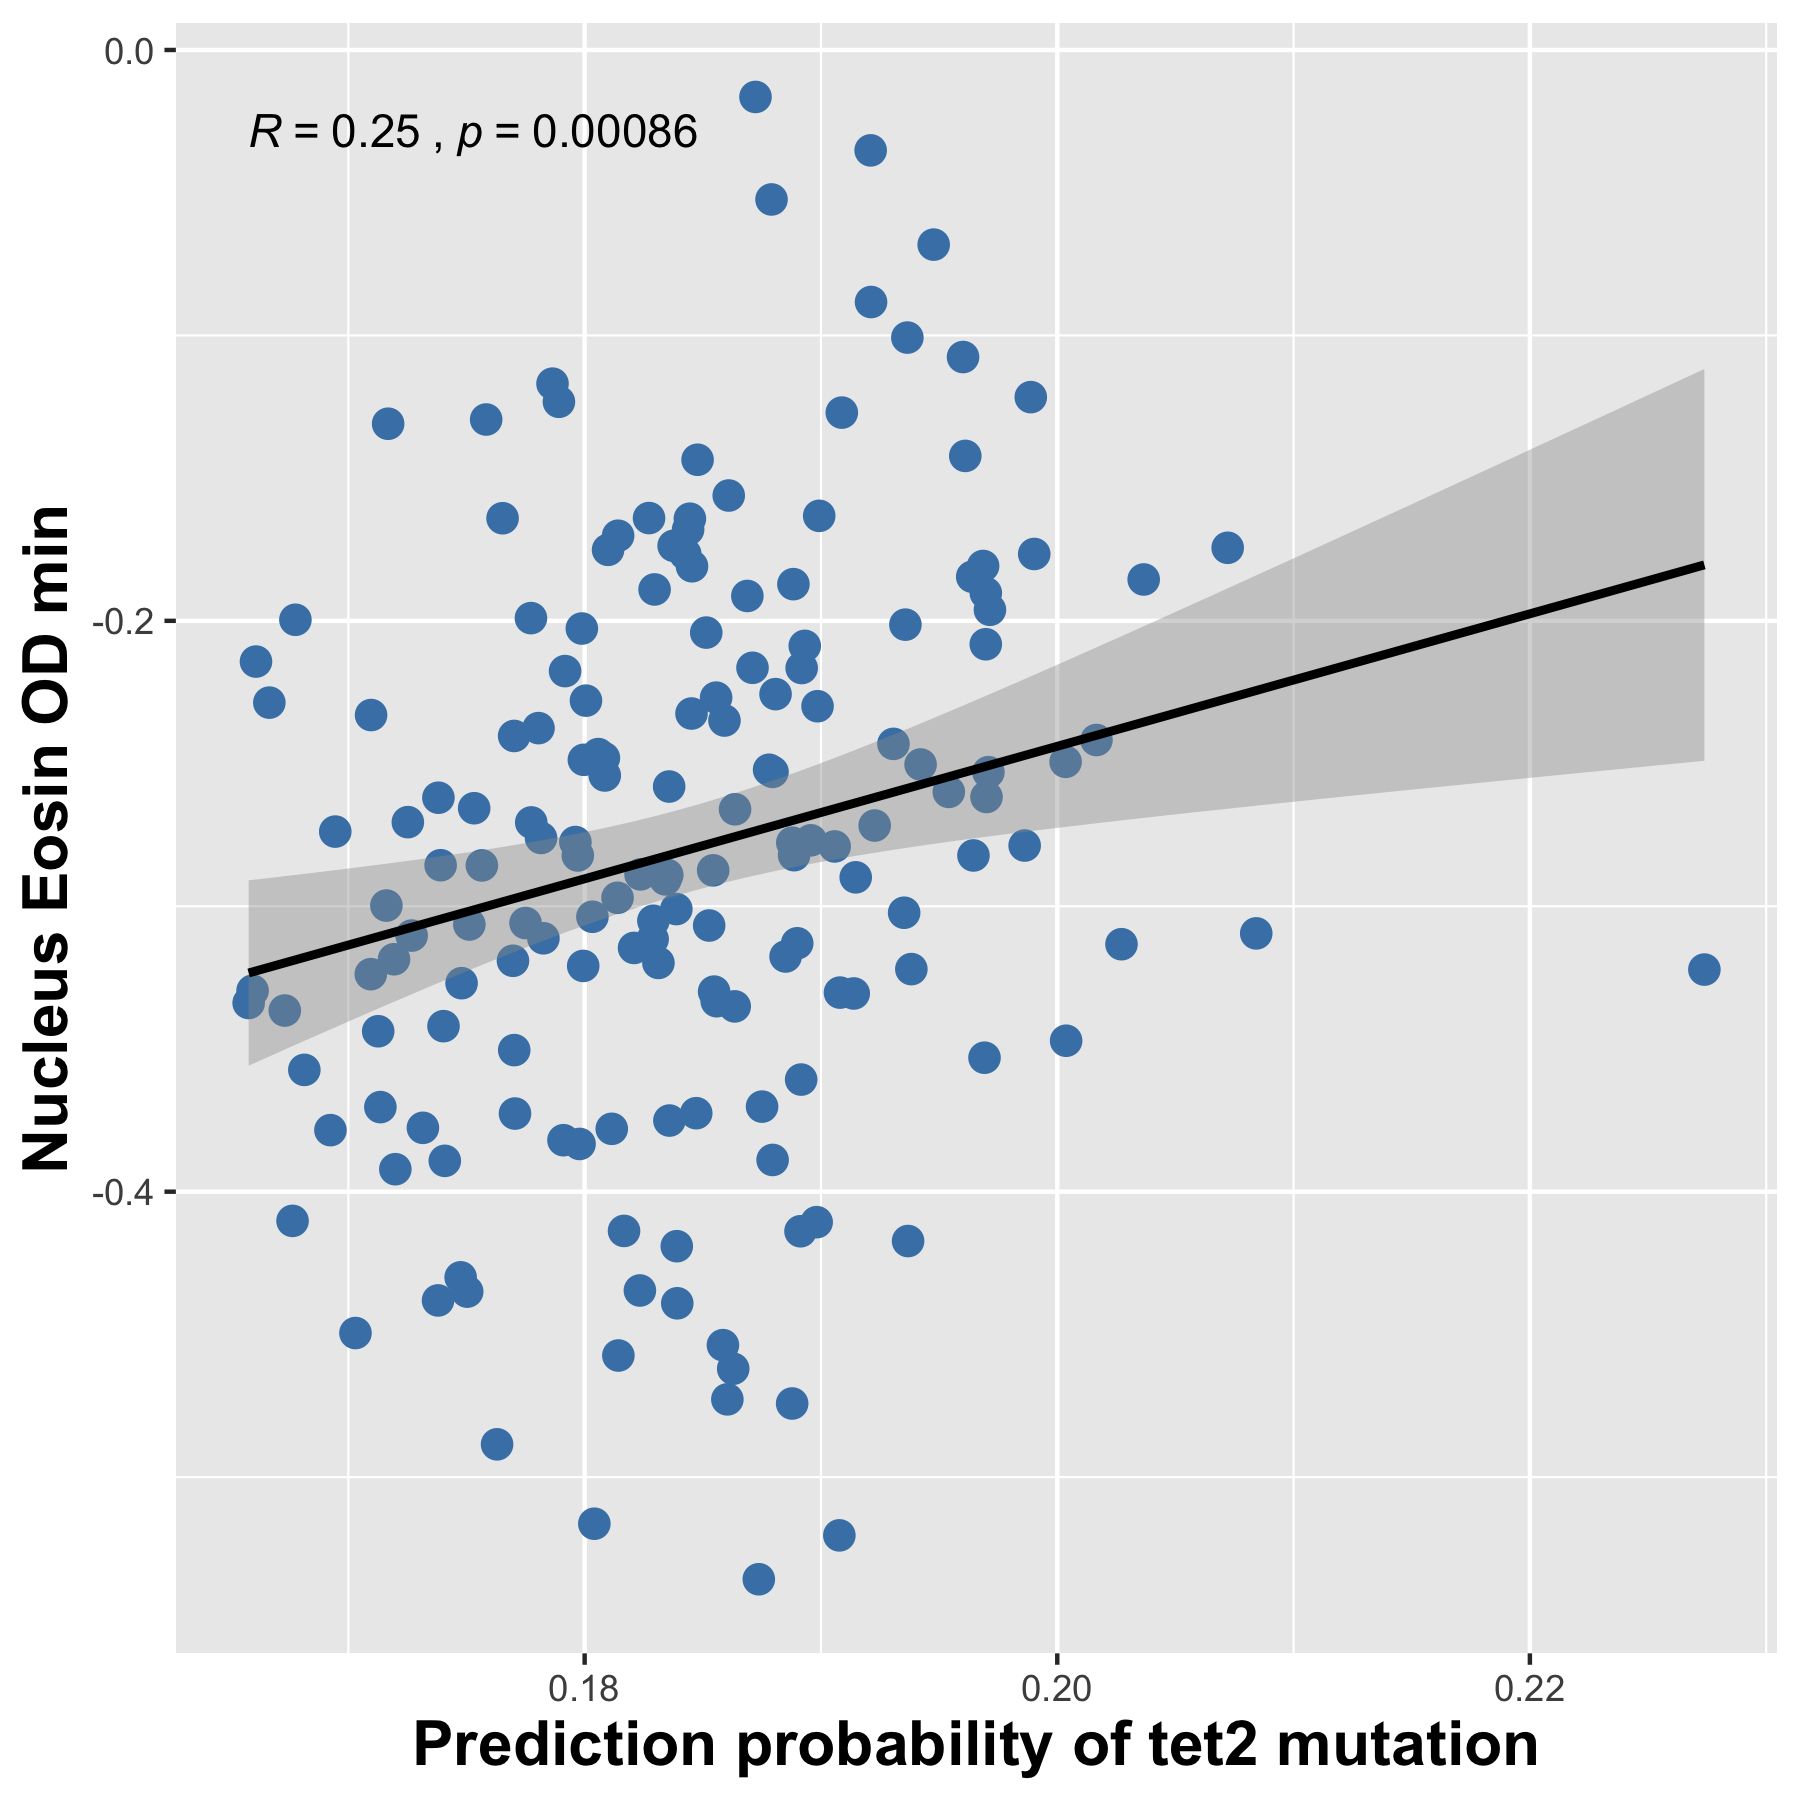 0.0
R = 0.25 , p = 0.00086
-0.2
-0.4
Nucleus Eosin OD min
0.18 0.20 0.22
Prediction probability of tet2 mutation